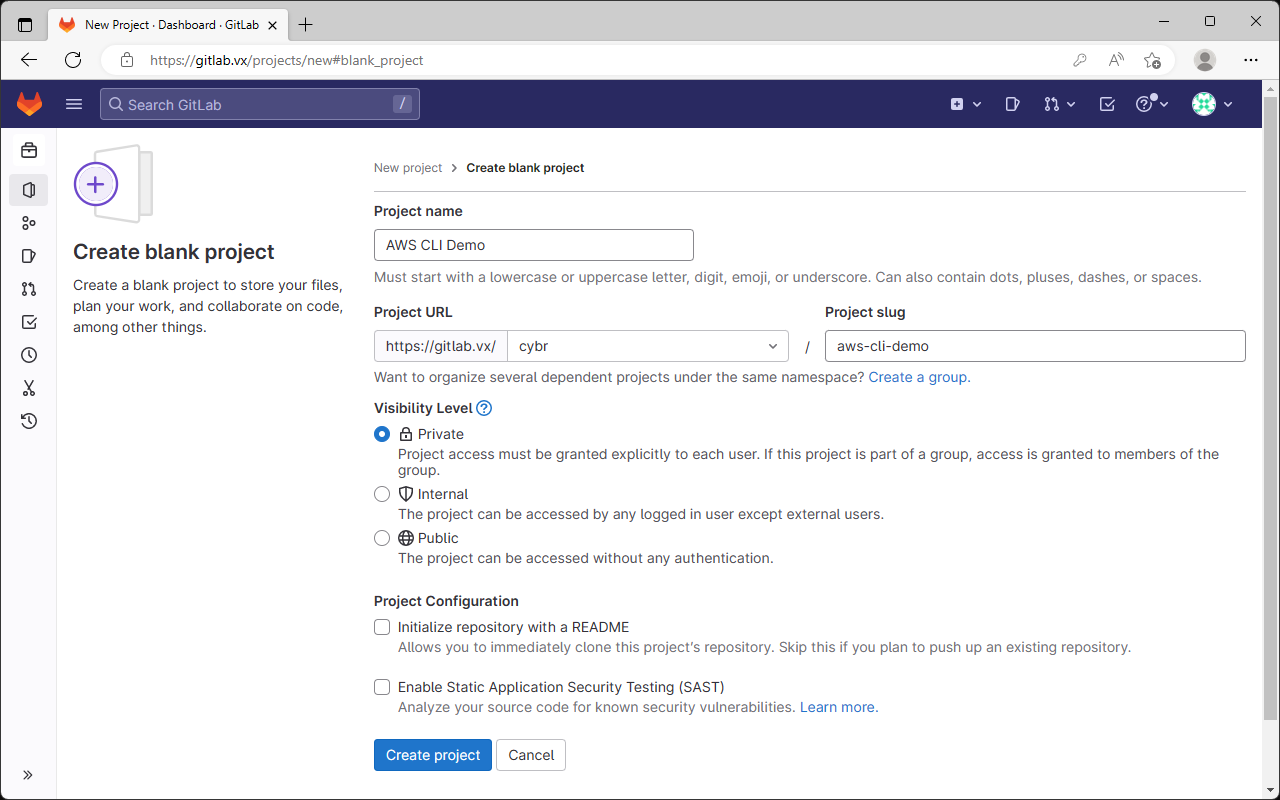 New Project · Dashboard · GitLab
https://gitlab.vx/projects/new#blank_project
Search GitLab
/
New project > Create blank project
Create blank project
Create a blank project to store your files,
plan your work, and collaborate on code,
among other things.
Project name
AWS CLI Demo
Must start with a lowercase or uppercase letter, digit, emoji, or underscore. Can also contain dots, pluses, dashes, or spaces.
Project URL
Project slug
https://gitlab.vx/ cybr / aws-cli-demo
Want to organize several dependent projects under the same namespace? Create a group.
Visibility Level
Private
Project access must be granted explicitly to each user. If this project is part of a group, access is granted to members of the
group.
Internal
The project can be accessed by any logged in user except external users.
Public
The project can be accessed without any authentication.
Project Configuration
Initialize repository with a README
Allows you to immediately clone this project’s repository. Skip this if you plan to push up an existing repository.
Enable Static Application Security Testing (SAST)
Analyze your source code for known security vulnerabilities. Learn more.
Create project
Cancel